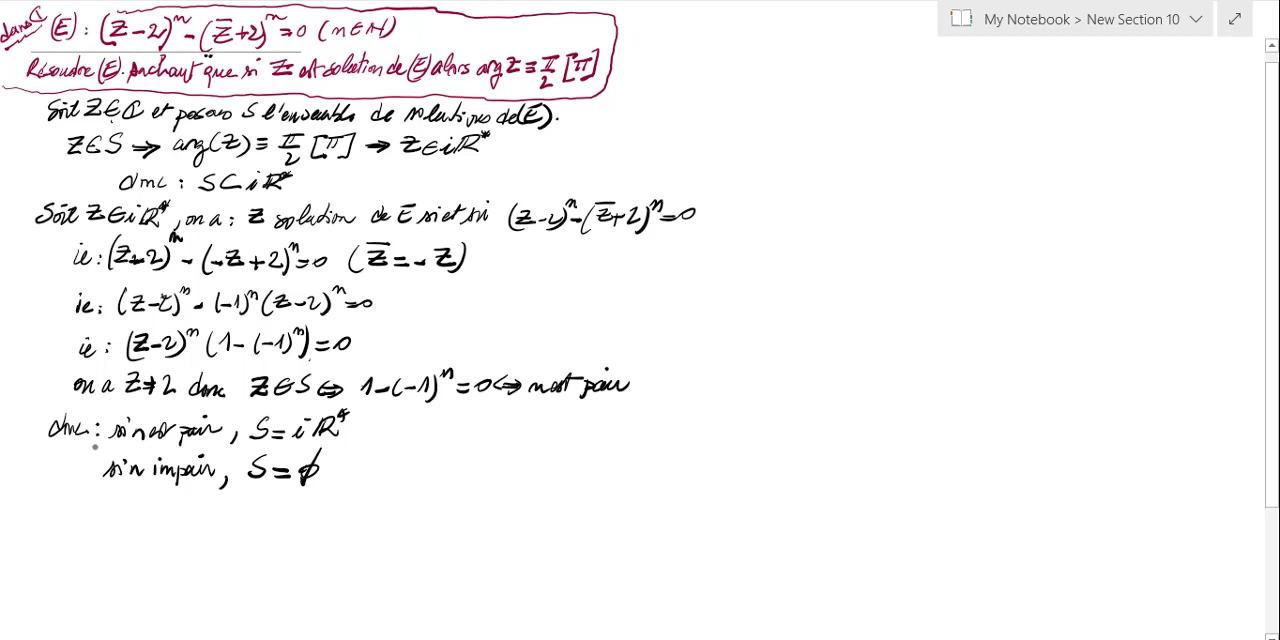 My Notebook > New Section 10
dans ℂ (E) : (Z-2)ⁿ - (Z̄+2)ⁿ = 0 (n∈ℕ)
Résoudre (E). Sachant que si Z est solution de (E) alors arg Z ≡ π/2 [π]
Soit Z∈ℂ et posons S l'ensemble de solutions de (E).
Z∈S ⇒ arg(Z) ≡ π/2 [π] → Z∈iℝ*
donc : S⊂iℝ*
Soit Z∈iℝ*, on a : Z solution de E si et si (Z-2)ⁿ-(Z̄+2)ⁿ=0
ie : (Z-2)ⁿ - (-Z+2)ⁿ=0 (Z̄=-Z)
ie : (Z-2)ⁿ - (-1)ⁿ(Z-2)ⁿ=0
ie : (Z-2)ⁿ (1-(-1)ⁿ)=0
on a Z≠2 donc Z∈S ⇔ 1-(-1)ⁿ=0 ⇔ n est pair
donc : si n est pair, S=iℝ*
si n impair, S=∅